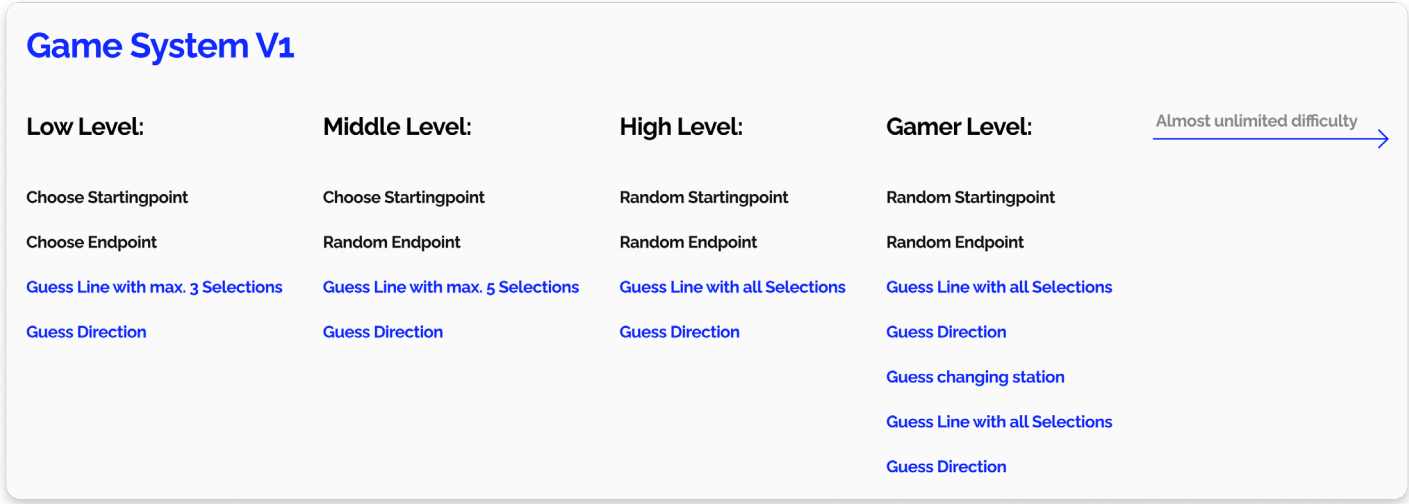 Game System V1
Low Level:
Choose Startingpoint
Choose Endpoint
Guess Line with max. 3 Selections
Guess Direction
Middle Level:
Choose Startingpoint
Random Endpoint
Guess Line with max. 5 Selections
Guess Direction
High Level:
Random Startingpoint
Random Endpoint
Guess Line with all Selections
Guess Direction
Gamer Level:
Random Startingpoint
Random Endpoint
Guess Line with all Selections
Guess Direction
Guess changing station
Guess Line with all Selections
Guess Direction
Almost unlimited difficulty